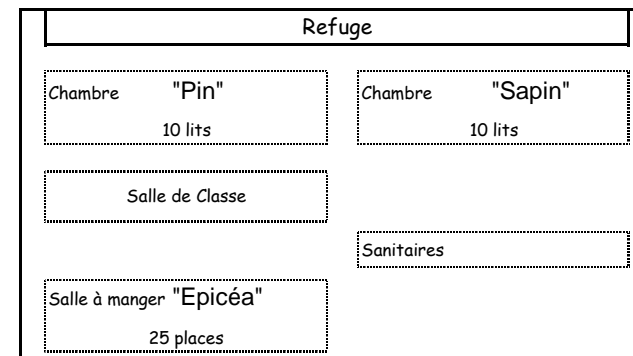 Refuge
Chambre "Pin"
10 lits
Chambre "Sapin"
10 lits
Salle de Classe
Sanitaires
Salle à manger "Epicéa"
25 places